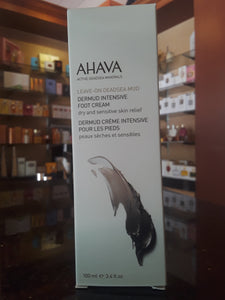 AHAVA
ACTIVE DEADSEA MINERALS
LEAVE-ON DEADSEA MUD
DERMUD INTENSIVE
FOOT CREAM
dry and sensitive skin relief
DERMUD CRÈME INTENSIVE
POUR LES PIEDS
peaux sèches et sensibles
100 ml ℮ 3.4 fl.oz